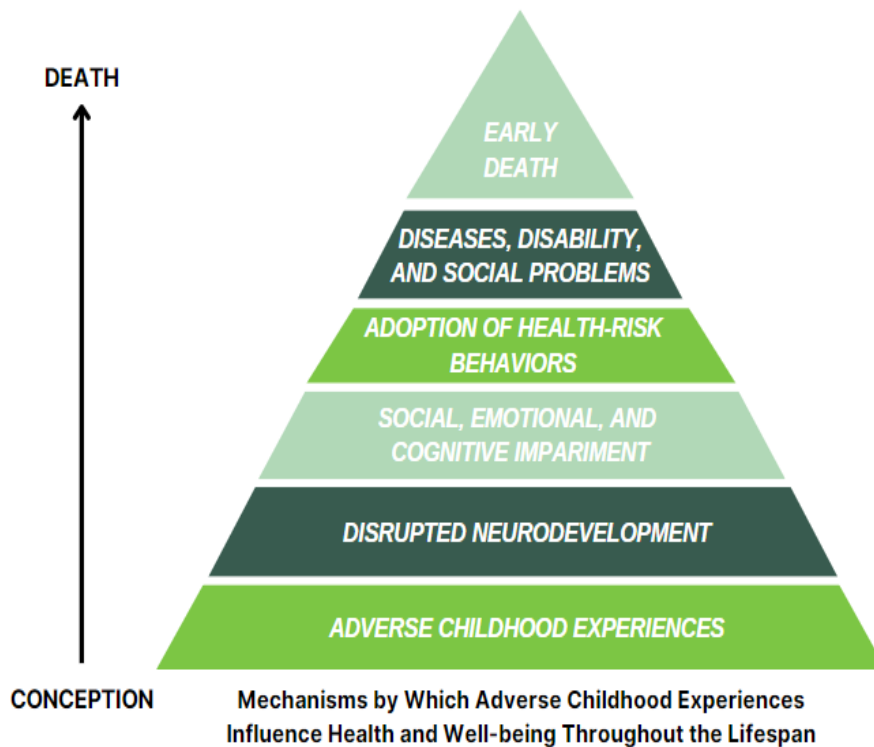 DEATH
EARLY
DEATH
DISEASES, DISABILITY,
AND SOCIAL PROBLEMS
ADOPTION OF HEALTH-RISK
BEHAVIORS
SOCIAL, EMOTIONAL, AND
COGNITIVE IMPARIMENT
DISRUPTED NEURODEVELOPMENT
ADVERSE CHILDHOOD EXPERIENCES
CONCEPTION
Mechanisms by Which Adverse Childhood Experiences
Influence Health and Well-being Throughout the Lifespan